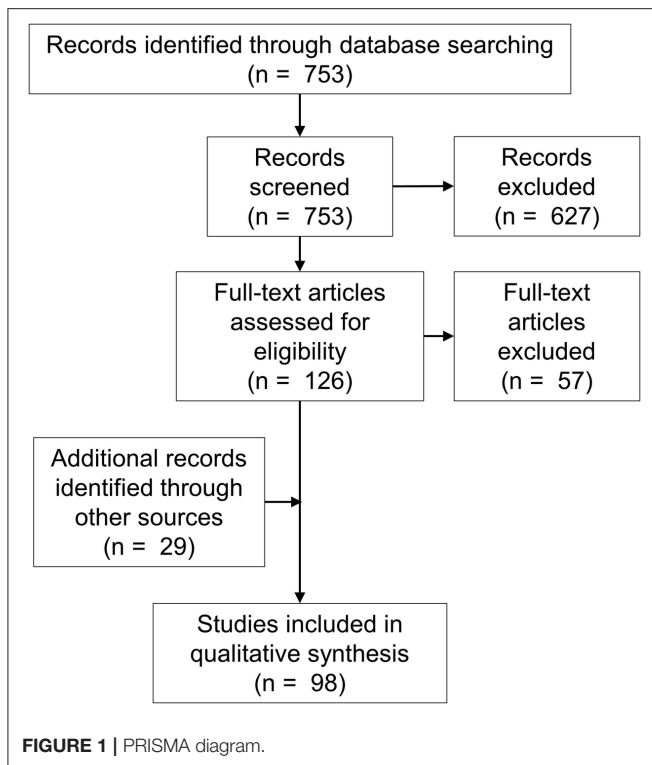 Records identified through database searching
(n = 753)
Records
screened
(n = 753)
Records
excluded
(n = 627)
Full-text articles
assessed for
eligibility
(n = 126)
Full-text
articles
excluded
(n = 57)
Additional records
identified through
other sources
(n = 29)
Studies included in
qualitative synthesis
(n = 98)
FIGURE 1 | PRISMA diagram.